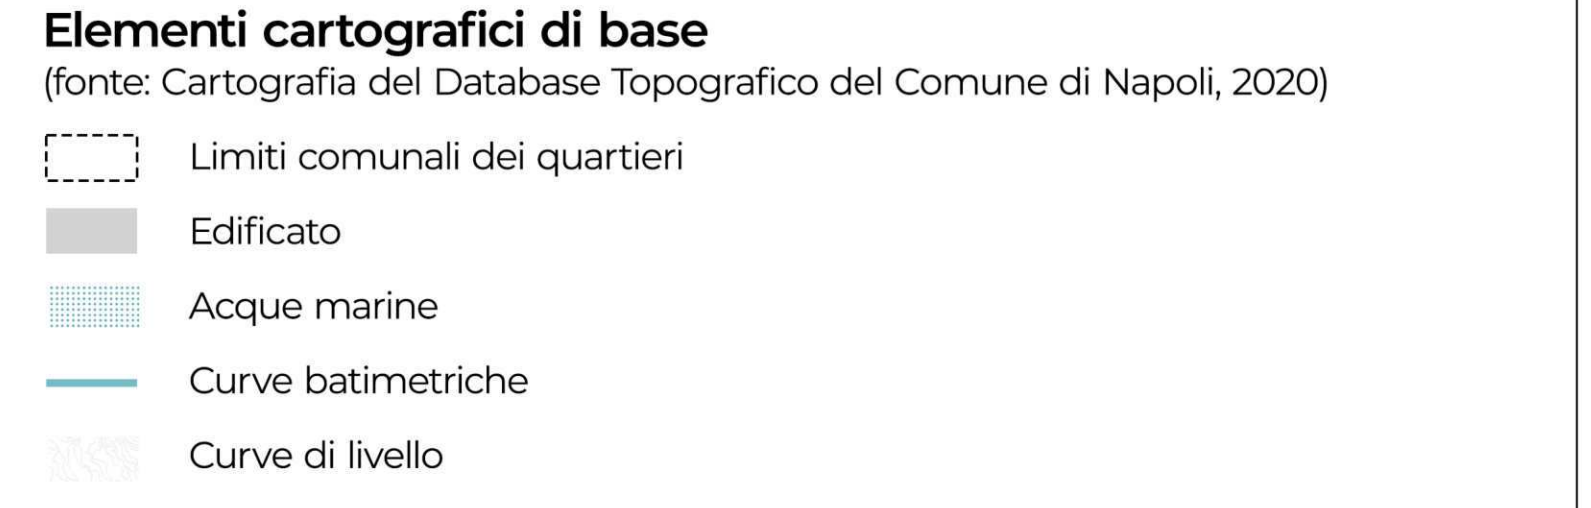 Elementi cartografici di base
(fonte: Cartografia del Database Topografico del Comune di Napoli, 2020)
Limiti comunali dei quartieri
Edificato
Acque marine
Curve batimetriche
Curve di livello